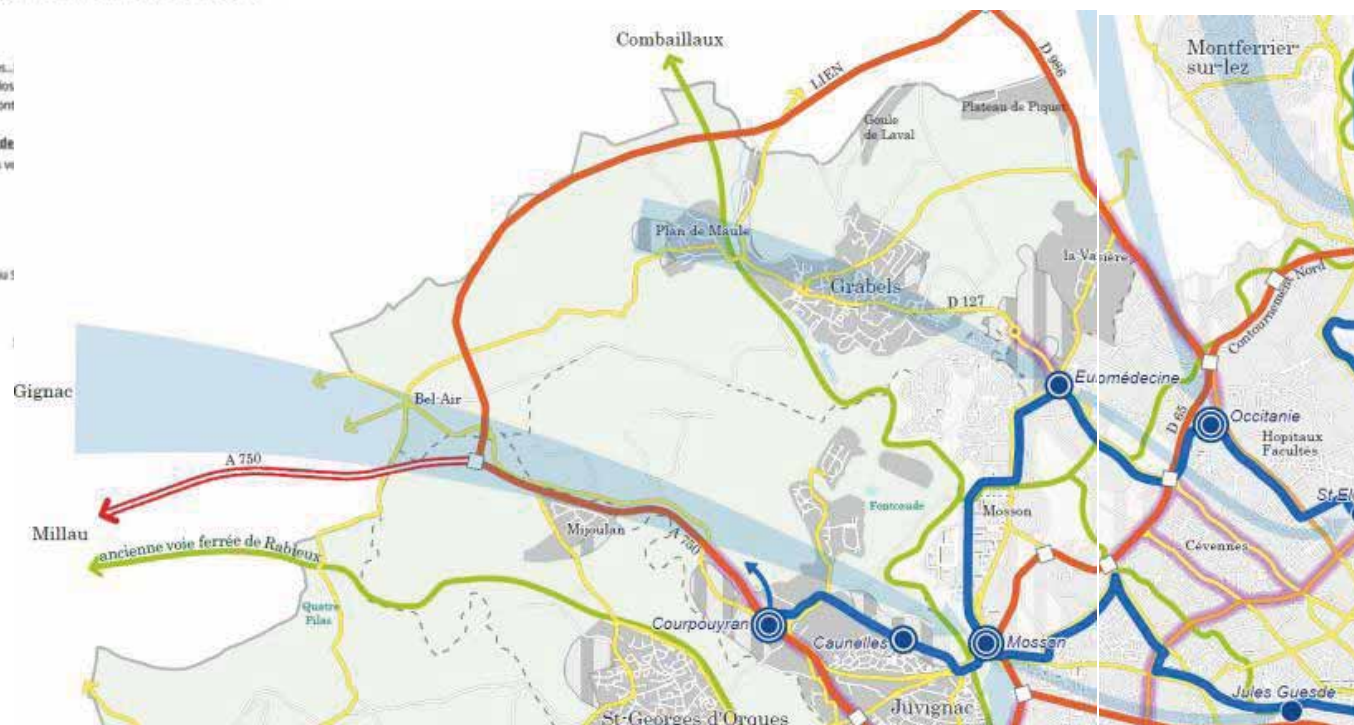 Combaillaux
LIEN
D 986
Montferrier-
sur-lez
Plateau de Piquet
Goule
de Laval
Plan de Maule
Grabels
D 127
la Valsière
Contournement Nord
Gignac
Bel-Air
Euromédecine
D 65
Occitanie
Hopitaux
Facultés
A 750
Millau
Mijoulan
A 750
Fontcaude
Mosson
Cévennes
ancienne voie ferrée de Rabieux
Quatre
Pilas
Courpouyran
Caunelles
Mosson
Jules Guesde
Juvignac
St-Georges d'Orques